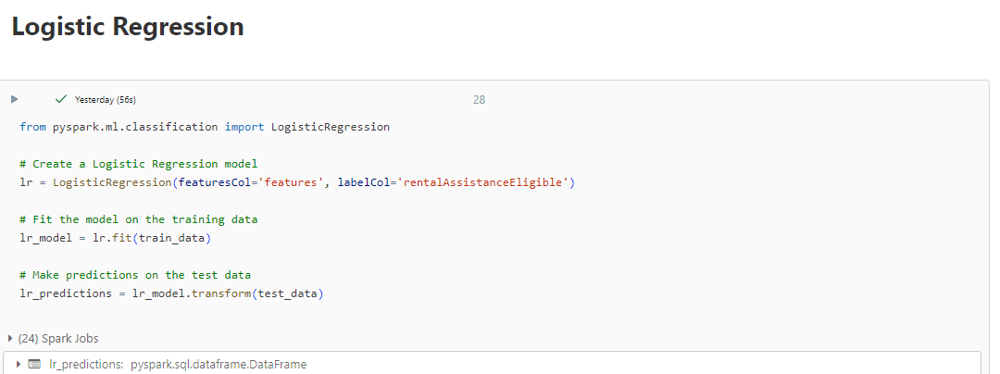 Logistic Regression
Yesterday (56s)
28
from pyspark.ml.classification import LogisticRegression
# Create a Logistic Regression model
lr = LogisticRegression(featuresCol='features', labelCol='rentalAssistanceEligible')
# Fit the model on the training data
lr_model = lr.fit(train_data)
# Make predictions on the test data
lr_predictions = lr_model.transform(test_data)
(24) Spark Jobs
lr_predictions: pyspark.sql.dataframe.DataFrame